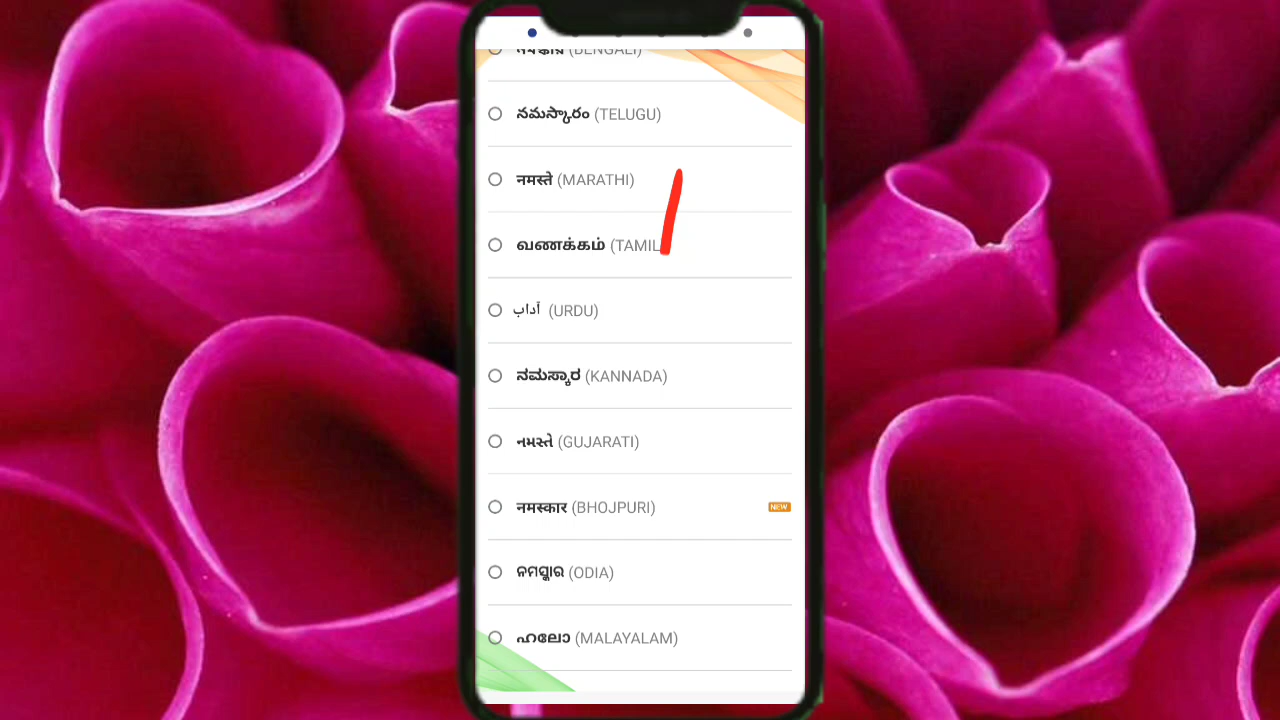 (BENGALI)
నమస్కారం (TELUGU)
नमस्ते (MARATHI)
வணக்கம் (TAMIL
آداب (URDU)
ನಮಸ್ಕಾರ (KANNADA)
નમસ્તે (GUJARATI)
नमस्कार (BHOJPURI) NEW
ନମସ୍କାର (ODIA)
ഹലോ (MALAYALAM)